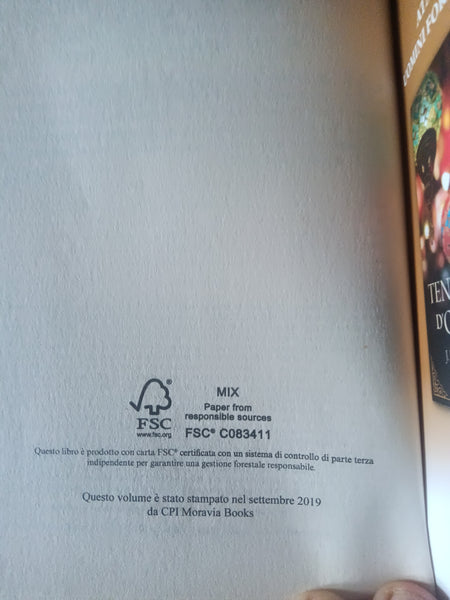 FSC®
www.fsc.org
MIX
Paper from
responsible sources
FSC® C083411
Questo libro è prodotto con carta FSC® certificata con un sistema di controllo di parte terza
indipendente per garantire una gestione forestale responsabile.
Questo volume è stato stampato nel settembre 2019
da CPI Moravia Books
TEN